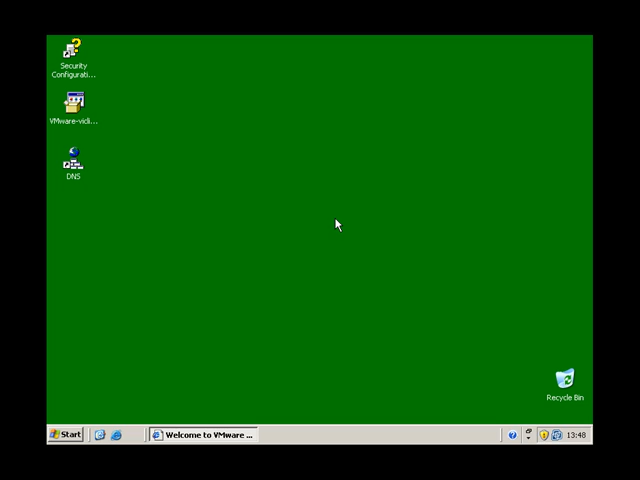 Security
Configurati...
VMware-vicli...
DNS
Recycle Bin
Start
Welcome to VMware ...
13:48